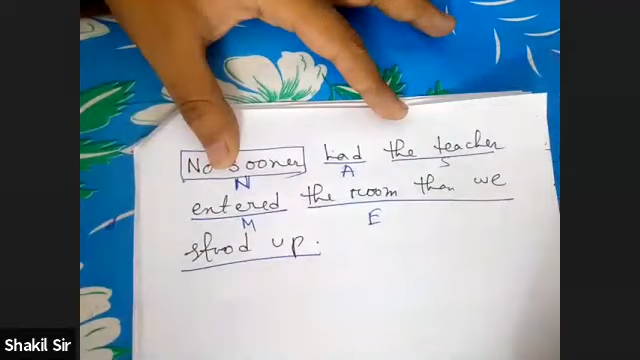 No sooner had the teacher
N A S
entered the room than we
M E
stood up.
Shakil Sir